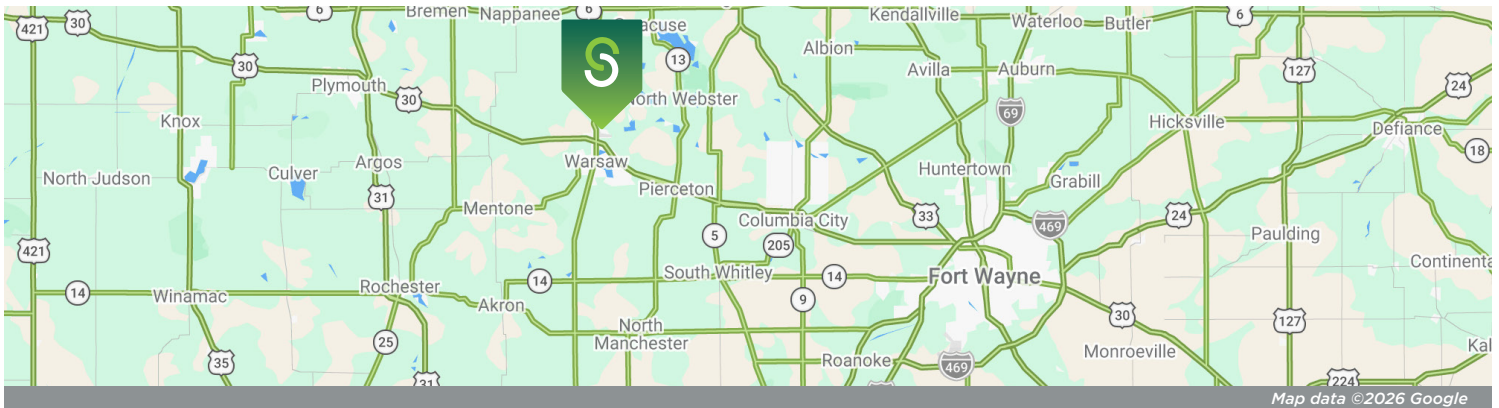 6
Bremen
Nappanee
6
Kendallville
Waterloo
Butler
6
421
30
Albion
30
13
Avilla
Auburn
127
24
Plymouth
30
North Webster
69
Knox
Hicksville
Defiance
18
North Judson
Culver
Argos
Warsaw
Pierceton
Huntertown
Grabill
31
Mentone
Columbia City
33
469
24
Paulding
421
5
205
14
South Whitley
14
Fort Wayne
14
Winamac
Rochester
Akron
9
30
127
25
North
Manchester
35
Roanoke
469
Monroeville
31
224
Map data ©2026 Google